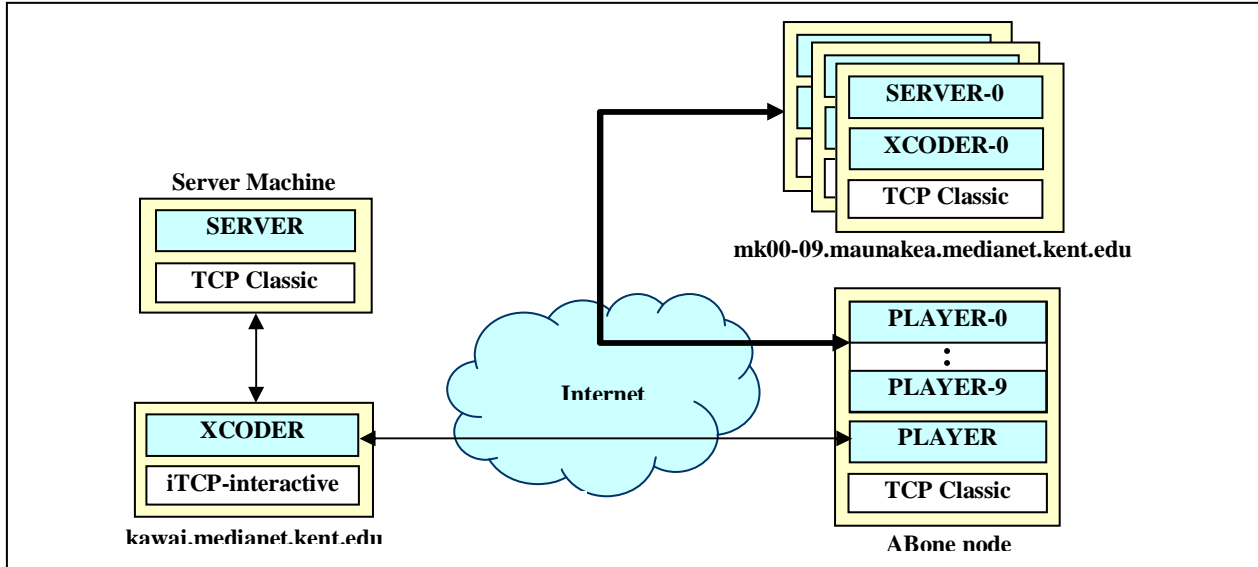 SERVER-0
XCODER-0
TCP Classic
mk00-09.maunakea.medianet.kent.edu
Server Machine
SERVER
TCP Classic
XCODER
iTCP-interactive
kawai.medianet.kent.edu
Internet
PLAYER-0
⋮
PLAYER-9
PLAYER
TCP Classic
ABone node